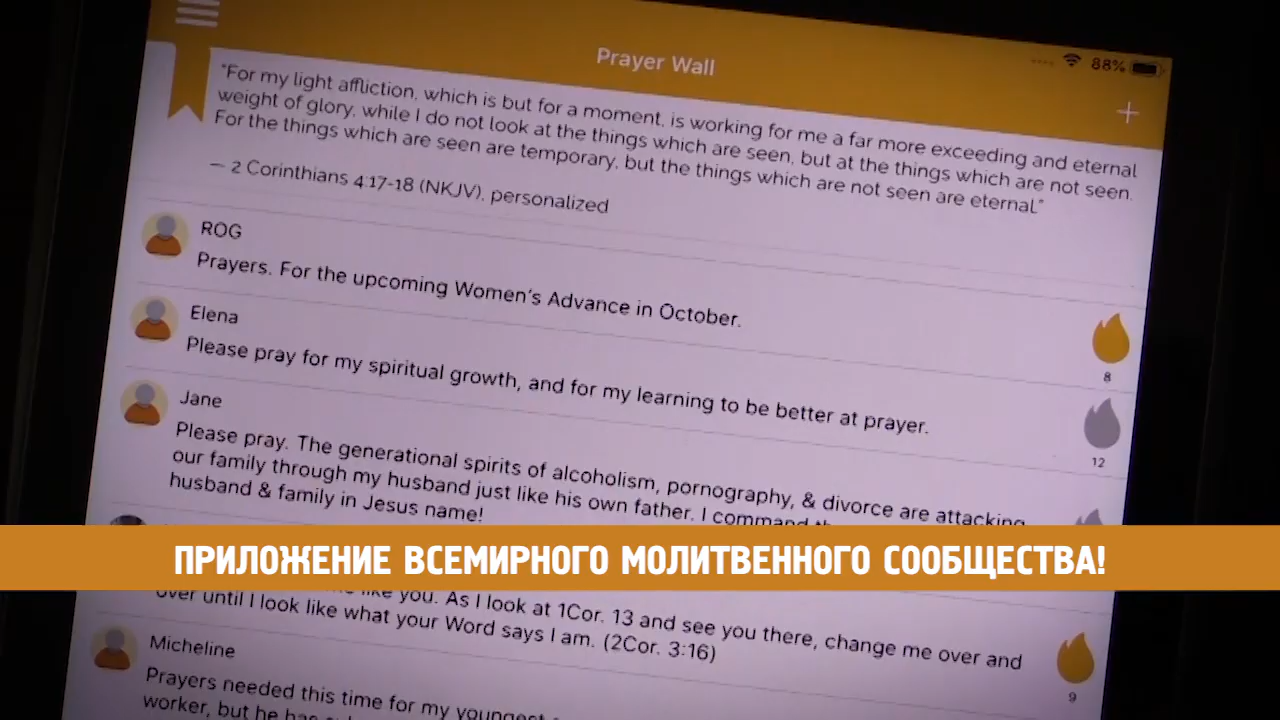 Prayer Wall
88%
"For my light affliction, which is but for a moment, is working for me a far more exceeding and eternal
weight of glory, while I do not look at the things which are seen, but at the things which are not seen.
For the things which are seen are temporary, but the things which are not seen are eternal."
— 2 Corinthians 4:17-18 (NKJV), personalized
ROG
Prayers. For the upcoming Women's Advance in October.
8
Elena
Please pray for my spiritual growth, and for my learning to be better at prayer.
12
Jane
Please pray. The generational spirits of alcoholism, pornography, & divorce are attacking
our family through my husband just like his own father. I command
husband & family in Jesus name!
ПРИЛОЖЕНИЕ ВСЕМИРНОГО МОЛИТВЕННОГО СООБЩЕСТВА!
like you. As I look at 1Cor. 13 and see you there, change me over and
over until I look like what your Word says I am. (2Cor. 3:16)
9
Micheline
Prayers needed this time for my youngest
worker, but he has